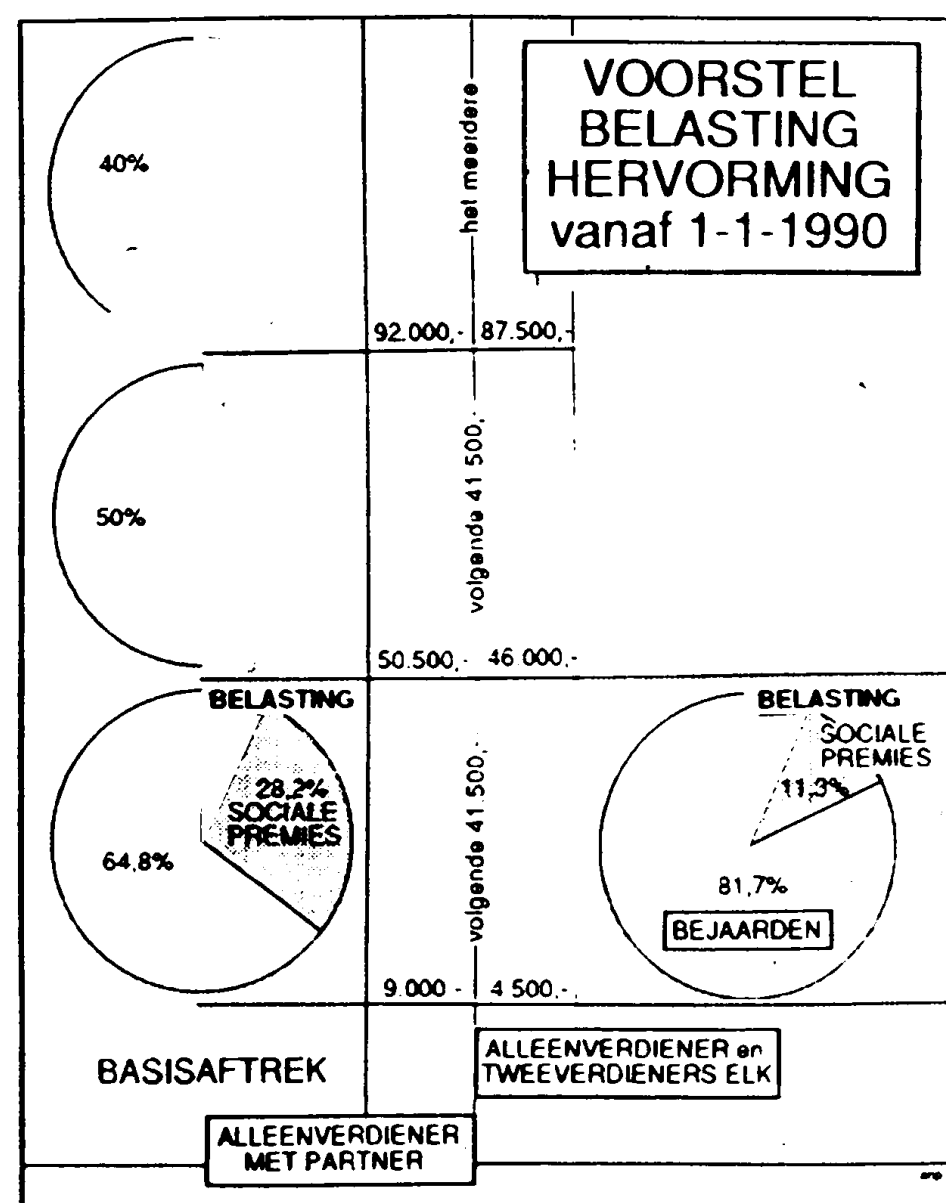 VOORSTEL
BELASTING
HERVORMING
vanaf 1-1-1990
40%
het meerdere
92.000,- 87.500,-
50%
volgende 41 500,-
50.500,- 46 000,-
BELASTING
28,2%
SOCIALE
PREMIES
64,8%
volgende 41.500,-
BELASTING
SOCIALE
PREMIES
11,3%
81,7%
BEJAARDEN
9.000 - 4 500,-
BASISAFTREK
ALLEENVERDIENER en
TWEEVERDIENERS ELK
ALLEENVERDIENER
MET PARTNER